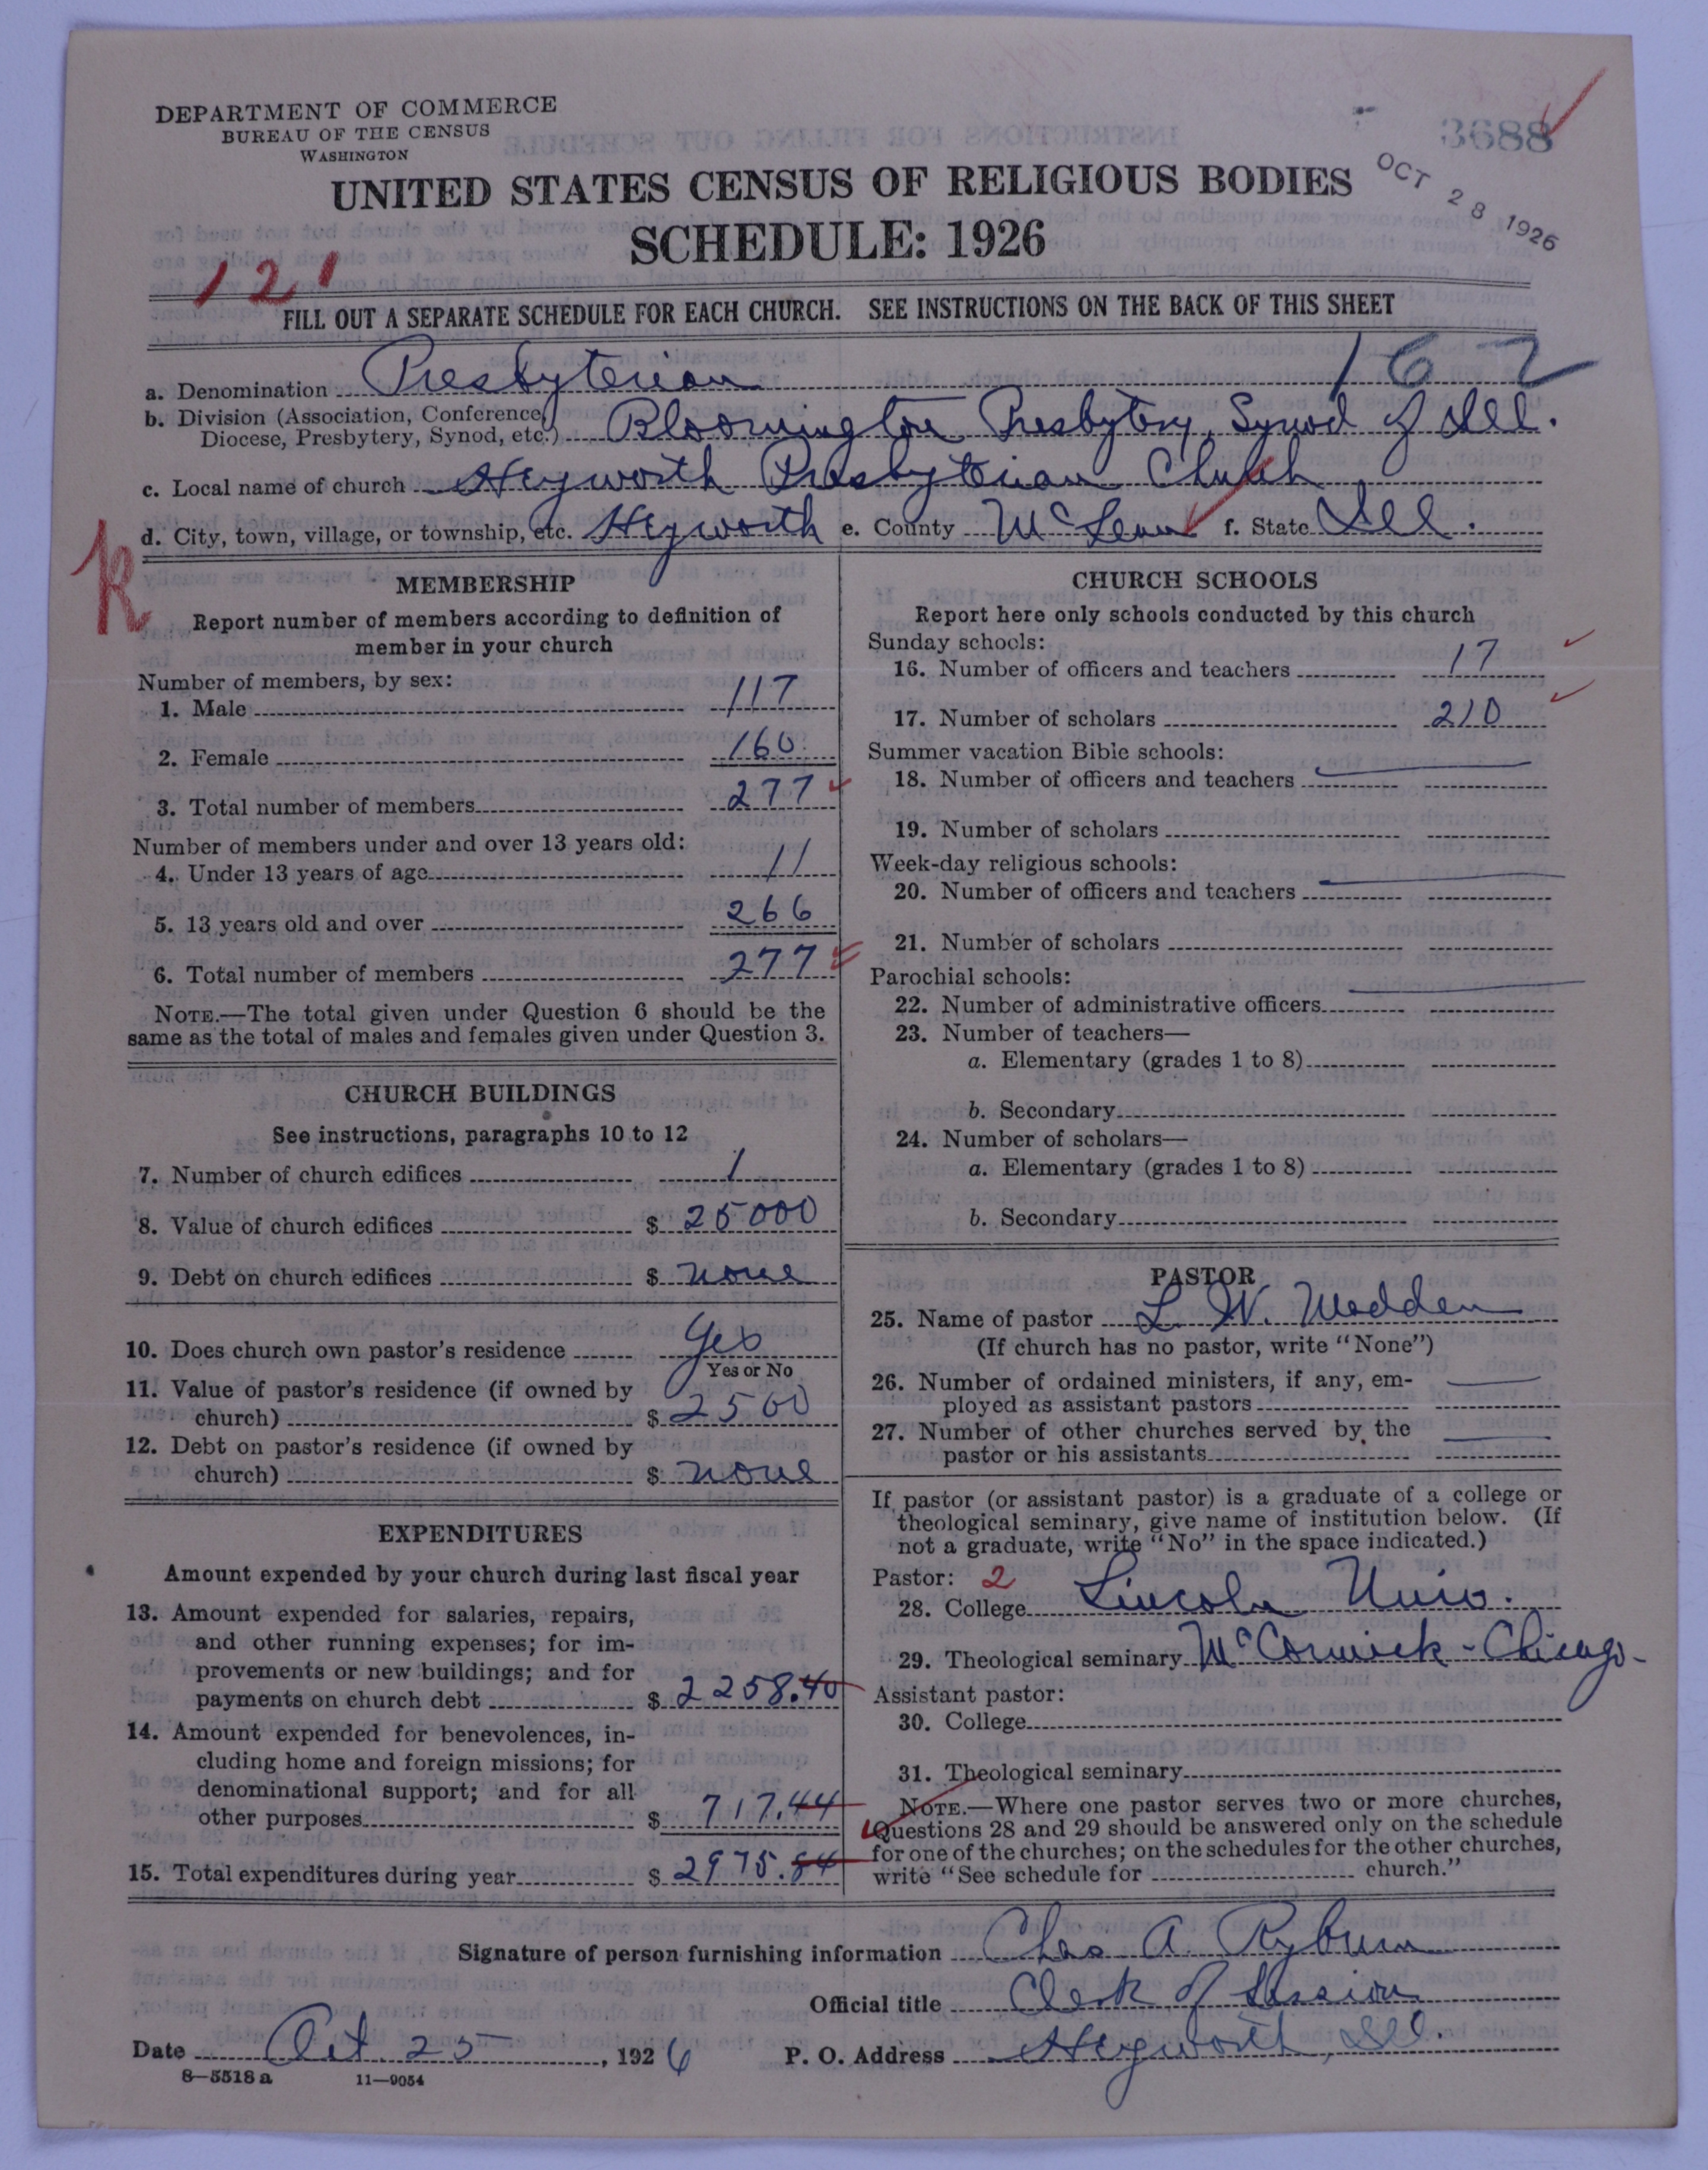 DEPARTMENT OF COMMERCE
BUREAU OF THE CENSUS
WASHINGTON
3688
OCT 28 1926
UNITED STATES CENSUS OF RELIGIOUS BODIES
SCHEDULE: 1926
121
FILL OUT A SEPARATE SCHEDULE FOR EACH CHURCH. SEE INSTRUCTIONS ON THE BACK OF THIS SHEET
162
a. Denomination Presbyterian
b. Division (Association, Conference,
Diocese, Presbytery, Synod, etc.) Bloomington Presbytery, Synod of Ill.
c. Local name of church Heyworth Presbyterian Church
d. City, town, village, or township, etc. Heyworth e. County McLean f. State Ill.
K
MEMBERSHIP
Report number of members according to definition of
member in your church
Number of members, by sex:
1. Male 117
2. Female 160
3. Total number of members 277
Number of members under and over 13 years old:
4. Under 13 years of age 11
5. 13 years old and over 266
6. Total number of members 277
NOTE.—The total given under Question 6 should be the
same as the total of males and females given under Question 3.
CHURCH BUILDINGS
See instructions, paragraphs 10 to 12
7. Number of church edifices 1
8. Value of church edifices $ 25000
9. Debt on church edifices $ none
10. Does church own pastor's residence Yes
Yes or No
11. Value of pastor's residence (if owned by
church) $ 2500
12. Debt on pastor's residence (if owned by
church) $ none
EXPENDITURES
Amount expended by your church during last fiscal year
13. Amount expended for salaries, repairs,
and other running expenses; for im-
provements or new buildings; and for
payments on church debt $ 2258.40
14. Amount expended for benevolences, in-
cluding home and foreign missions; for
denominational support; and for all
other purposes $ 717.44
15. Total expenditures during year $ 2975.84
CHURCH SCHOOLS
Report here only schools conducted by this church
Sunday schools:
16. Number of officers and teachers 17
17. Number of scholars 210
Summer vacation Bible schools:
18. Number of officers and teachers
19. Number of scholars
Week-day religious schools:
20. Number of officers and teachers
21. Number of scholars
Parochial schools:
22. Number of administrative officers
23. Number of teachers—
a. Elementary (grades 1 to 8)
b. Secondary
24. Number of scholars—
a. Elementary (grades 1 to 8)
b. Secondary
PASTOR
25. Name of pastor L. W. Madden
(If church has no pastor, write "None")
26. Number of ordained ministers, if any, em-
ployed as assistant pastors
27. Number of other churches served by the
pastor or his assistants
If pastor (or assistant pastor) is a graduate of a college or
theological seminary, give name of institution below. (If
not a graduate, write "No" in the space indicated.)
Pastor: 2
28. College Lincoln Univ.
29. Theological seminary McCormick - Chicago
Assistant pastor:
30. College
31. Theological seminary
NOTE.—Where one pastor serves two or more churches,
Questions 28 and 29 should be answered only on the schedule
for one of the churches; on the schedules for the other churches,
write "See schedule for church."
Signature of person furnishing information Chas A. Ryburn
Official title Clerk of Session
Date Oct 25, 1926 P. O. Address Heyworth, Ill.
8—5518 a 11—9054